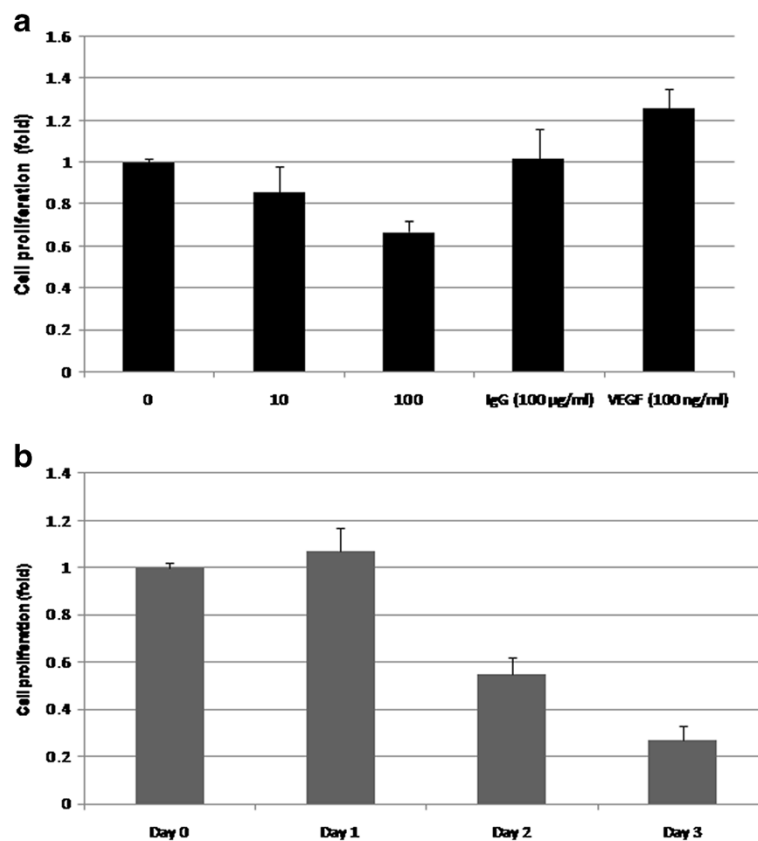 a
Cell proliferation (fold)
1.6
1.4
1.2
1
0.8
0.6
0.4
0.2
0
0 10 100 IgG (100 µg/ml) VEGF (100 ng/ml)
b
Cell proliferation (fold)
1.4
1.2
1
0.8
0.6
0.4
0.2
0
Day 0 Day 1 Day 2 Day 3